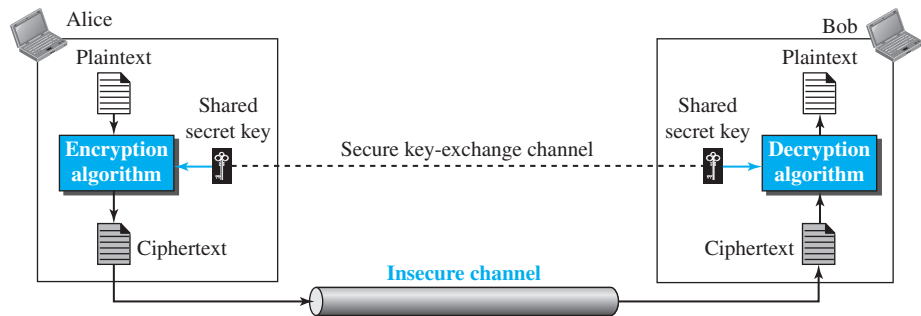 Alice
Bob
Plaintext
Plaintext
Shared
secret key
Shared
secret key
Encryption
algorithm
Secure key-exchange channel
Decryption
algorithm
Ciphertext
Ciphertext
Insecure channel